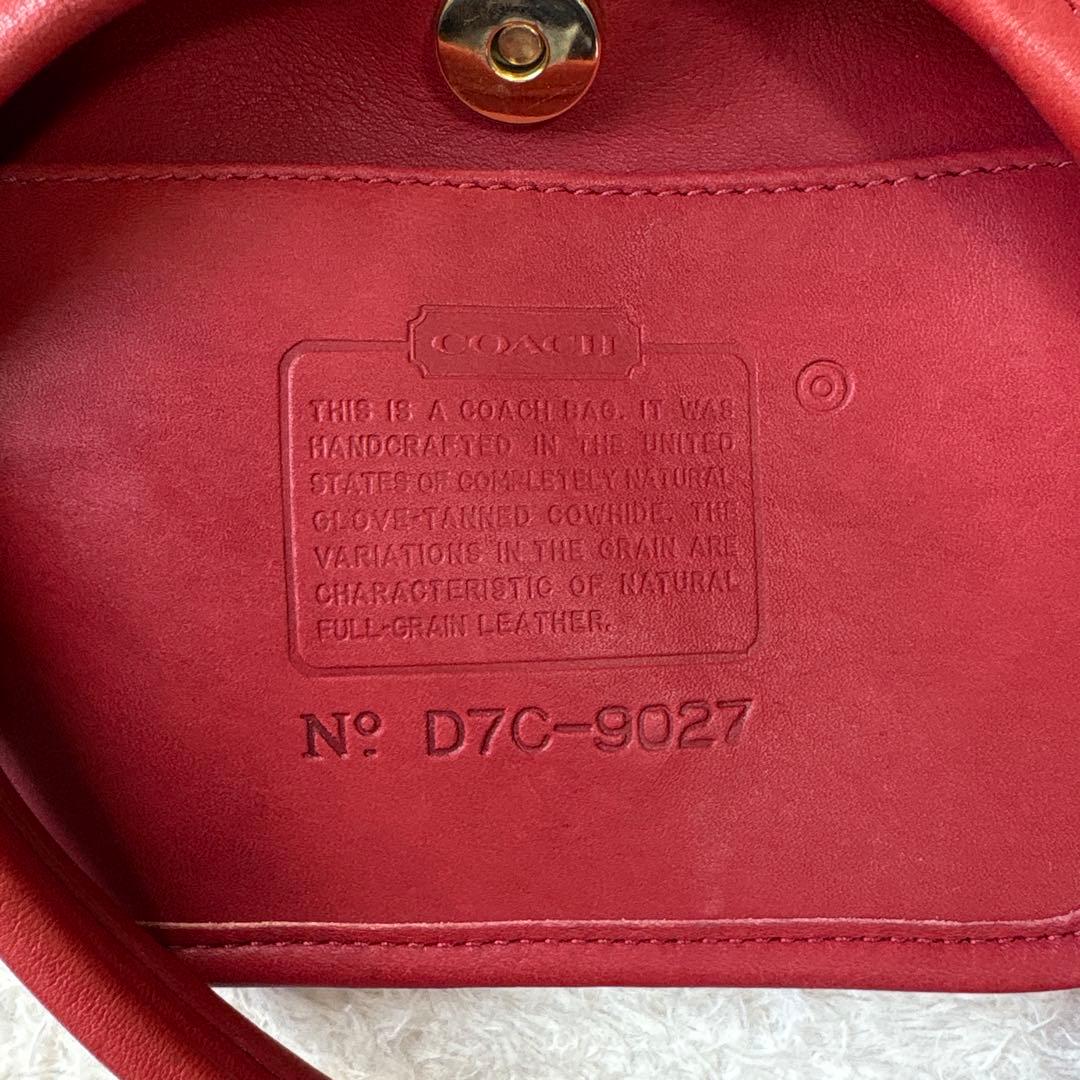 COACH
THIS IS A COACH BAG. IT WAS
HANDCRAFTED IN THE UNITED
STATES OF COMPLETELY NATURAL
GLOVE-TANNED COWHIDE. THE
VARIATIONS IN THE GRAIN ARE
CHARACTERISTIC OF NATURAL
FULL-GRAIN LEATHER.
Nº D7C-9027